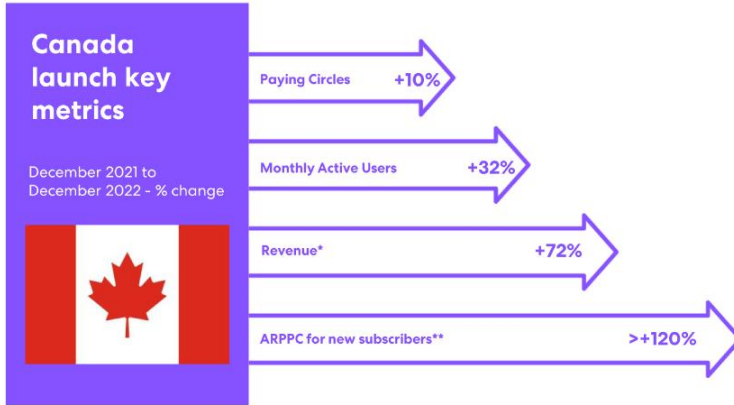 Canada
launch key
metrics
December 2021 to
December 2022 - % change
Paying Circles +10%
Monthly Active Users +32%
Revenue* +72%
ARPPC for new subscribers** >+120%